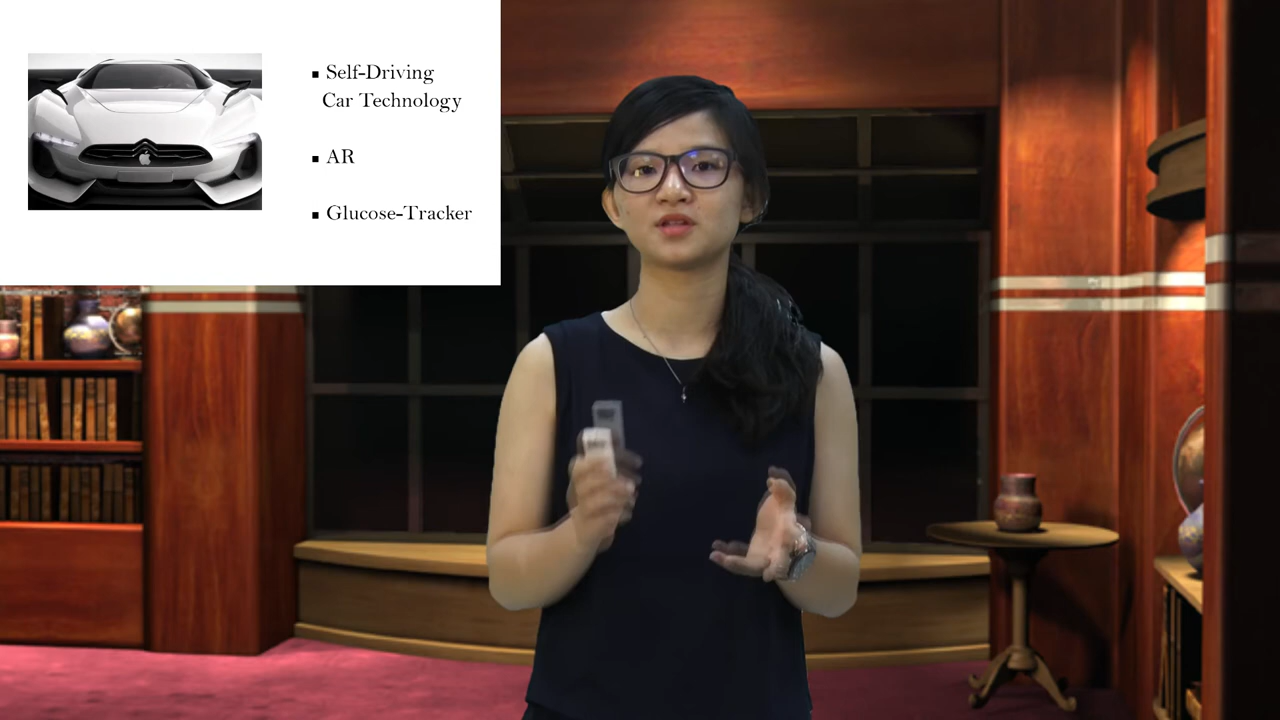 ▪ Self-Driving
Car Technology
▪ AR
▪ Glucose-Tracker